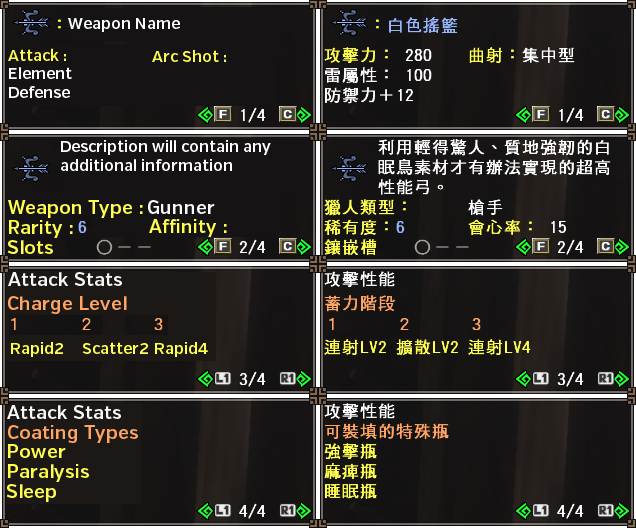 : Weapon Name
Attack :
Arc Shot :
Element
Defense
F 1/4 C
Description will contain any
additional information
Weapon Type : Gunner
Rarity : 6
Affinity :
Slots ○ — —
F 2/4 C
Attack Stats
Charge Level
1 2 3
Rapid2 Scatter2 Rapid4
L1 3/4 R1
Attack Stats
Coating Types
Power
Paralysis
Sleep
L1 4/4 R1
: 白色搖籃
攻擊力： 280 曲射：集中型
雷屬性： 100
防禦力＋12
F 1/4 C
利用輕得驚人、質地強韌的白
眠鳥素材才有辦法實現的超高
性能弓。
獵人類型： 槍手
稀有度：6 會心率： 15
鑲嵌槽 ○ — —
F 2/4 C
攻擊性能
蓄力階段
1 2 3
連射LV2 擴散LV2 連射LV4
L1 3/4 R1
攻擊性能
可裝填的特殊瓶
強擊瓶
麻痺瓶
睡眠瓶
L1 4/4 R1